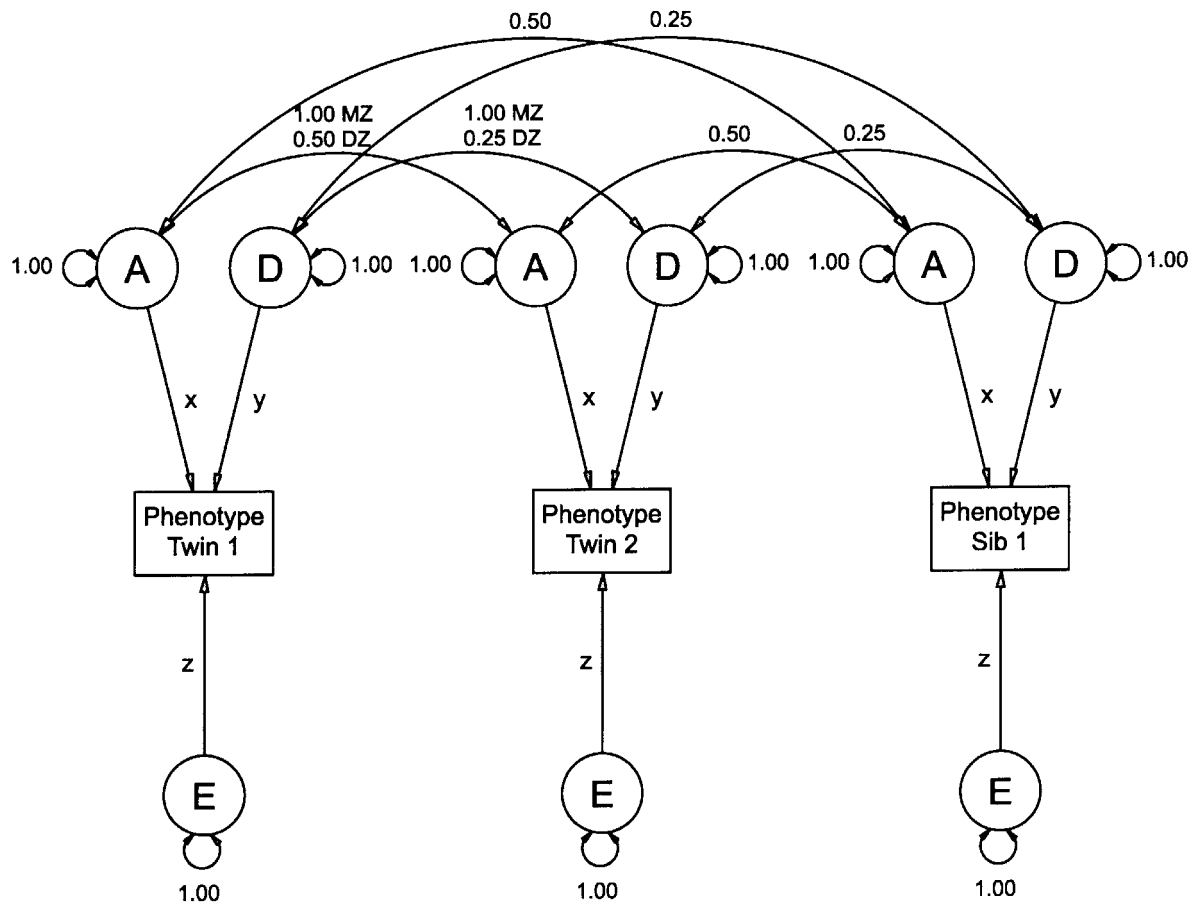 0.50
0.25
1.00 MZ
0.50 DZ
1.00 MZ
0.25 DZ
0.50
0.25
1.00
A
D
1.00
1.00
A
D
1.00
1.00
A
D
1.00
x
y
x
y
x
y
Phenotype
Twin 1
Phenotype
Twin 2
Phenotype
Sib 1
z
z
z
E
E
E
1.00
1.00
1.00